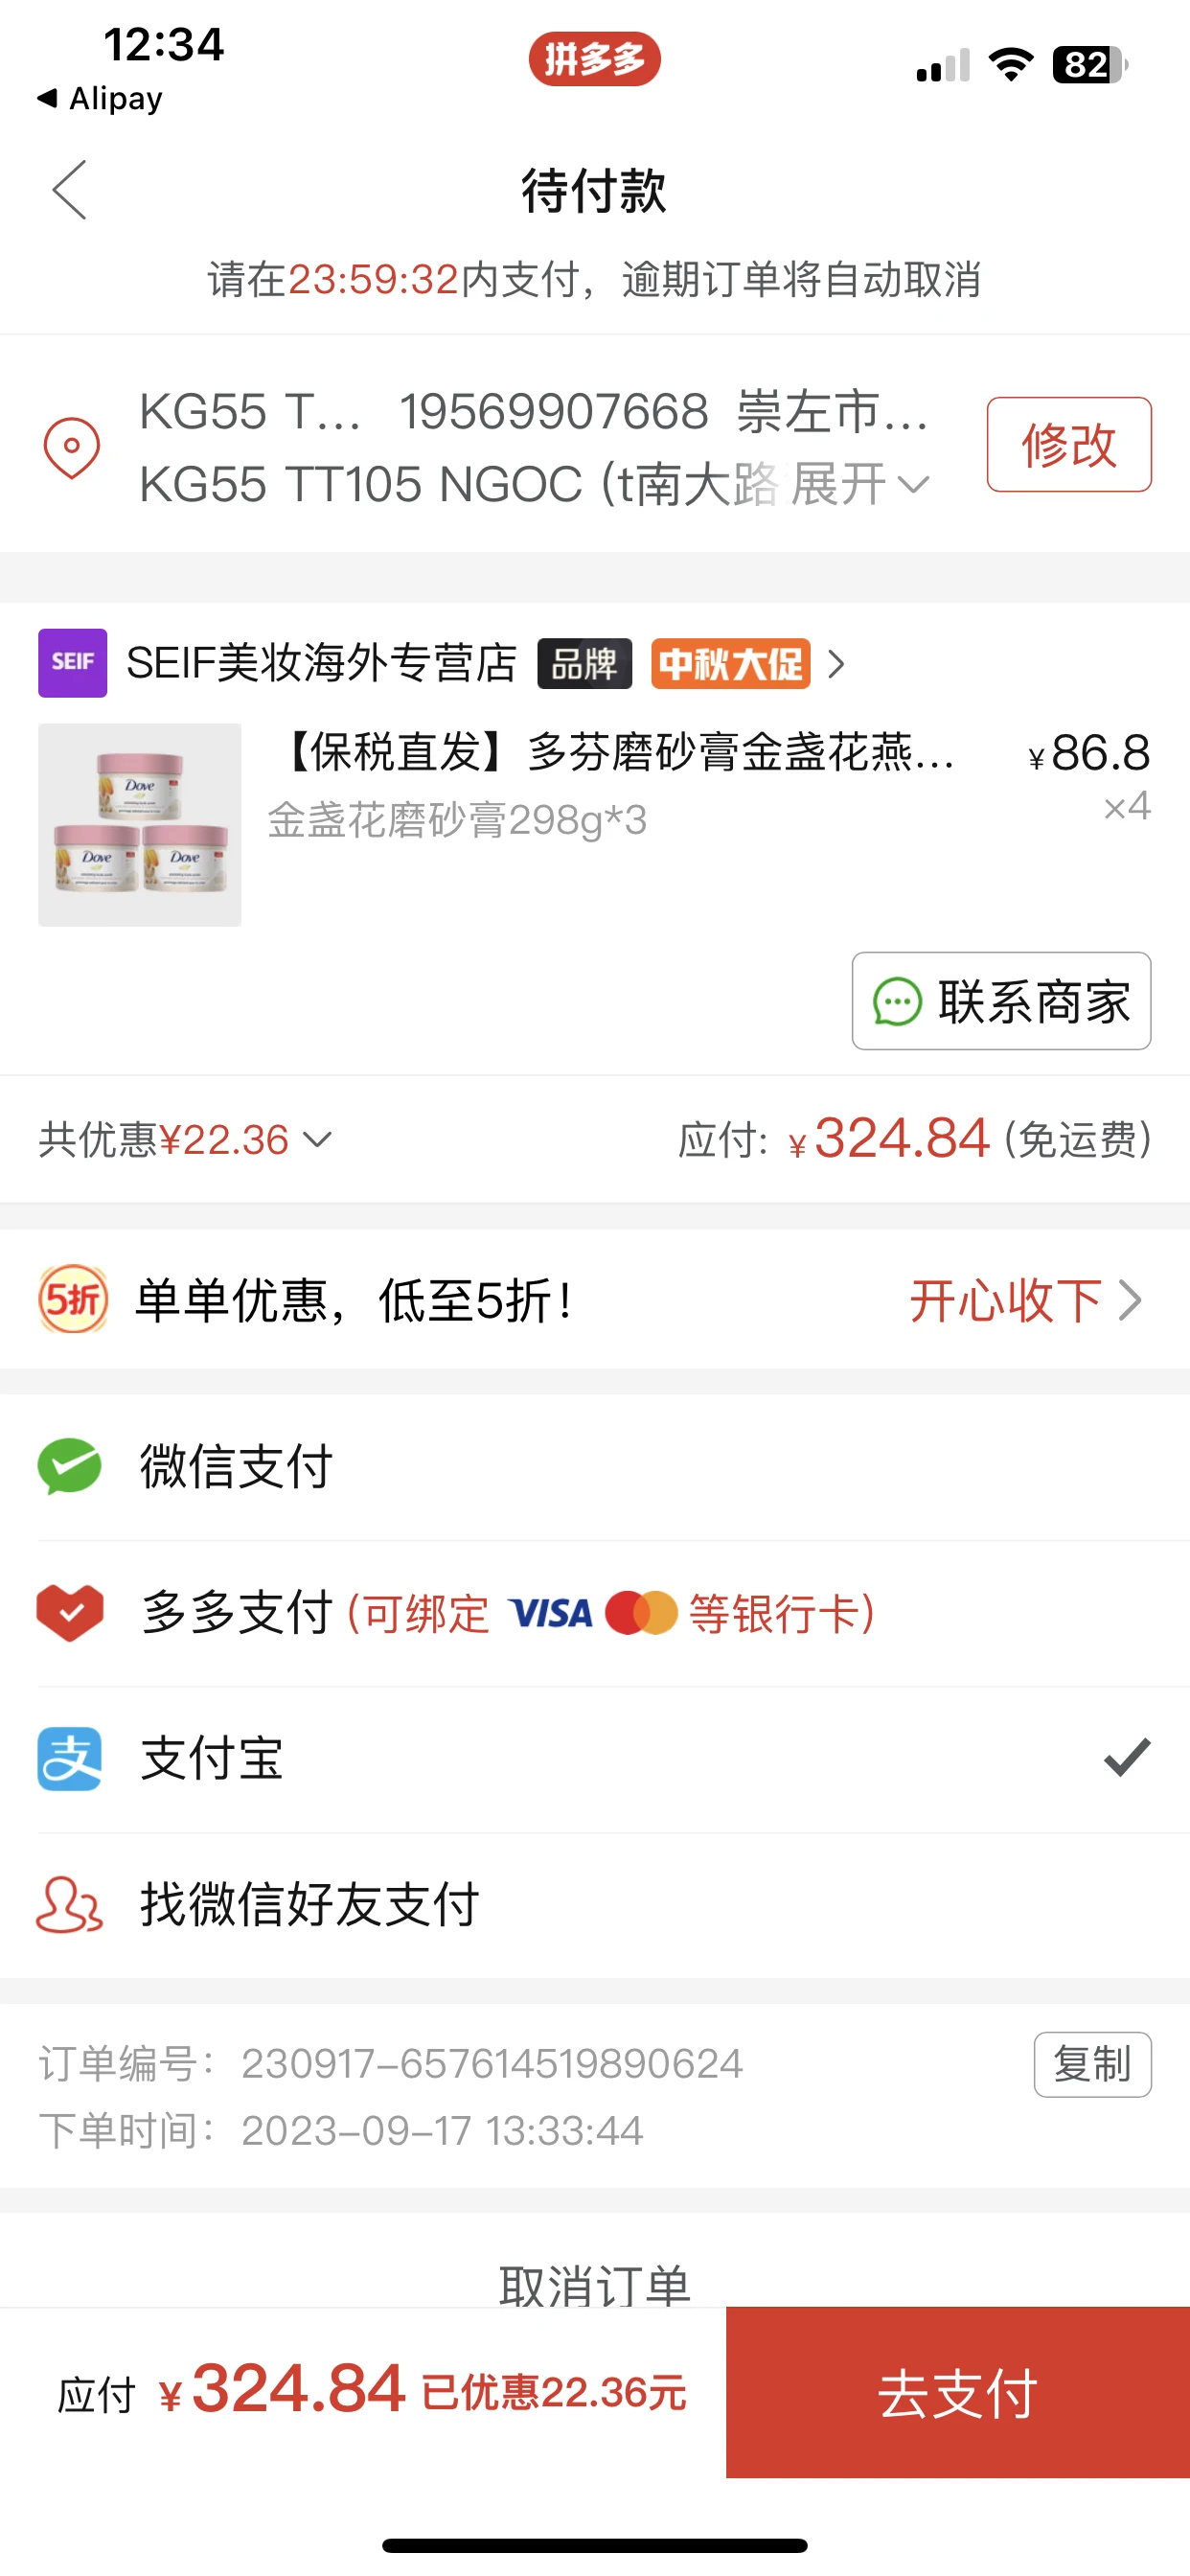 12:34
拼多多
82
◀ Alipay
待付款
请在23:59:32内支付，逾期订单将自动取消
KG55 T... 19569907668 崇左市...
修改
KG55 TT105 NGOC (t南大路 展开
SEIF
SEIF美妆海外专营店 品牌 中秋大促
【保税直发】多芬磨砂膏金盏花燕... ¥86.8
金盏花磨砂膏298g*3 ×4
Dove
Dove Dove
联系商家
共优惠¥22.36 应付: ¥324.84 (免运费)
5折 单单优惠，低至5折！ 开心收下
微信支付
多多支付 (可绑定 VISA 等银行卡)
支 支付宝
找微信好友支付
订单编号： 230917-657614519890624 复制
下单时间： 2023-09-17 13:33:44
取消订单
应付 ¥324.84 已优惠22.36元 去支付